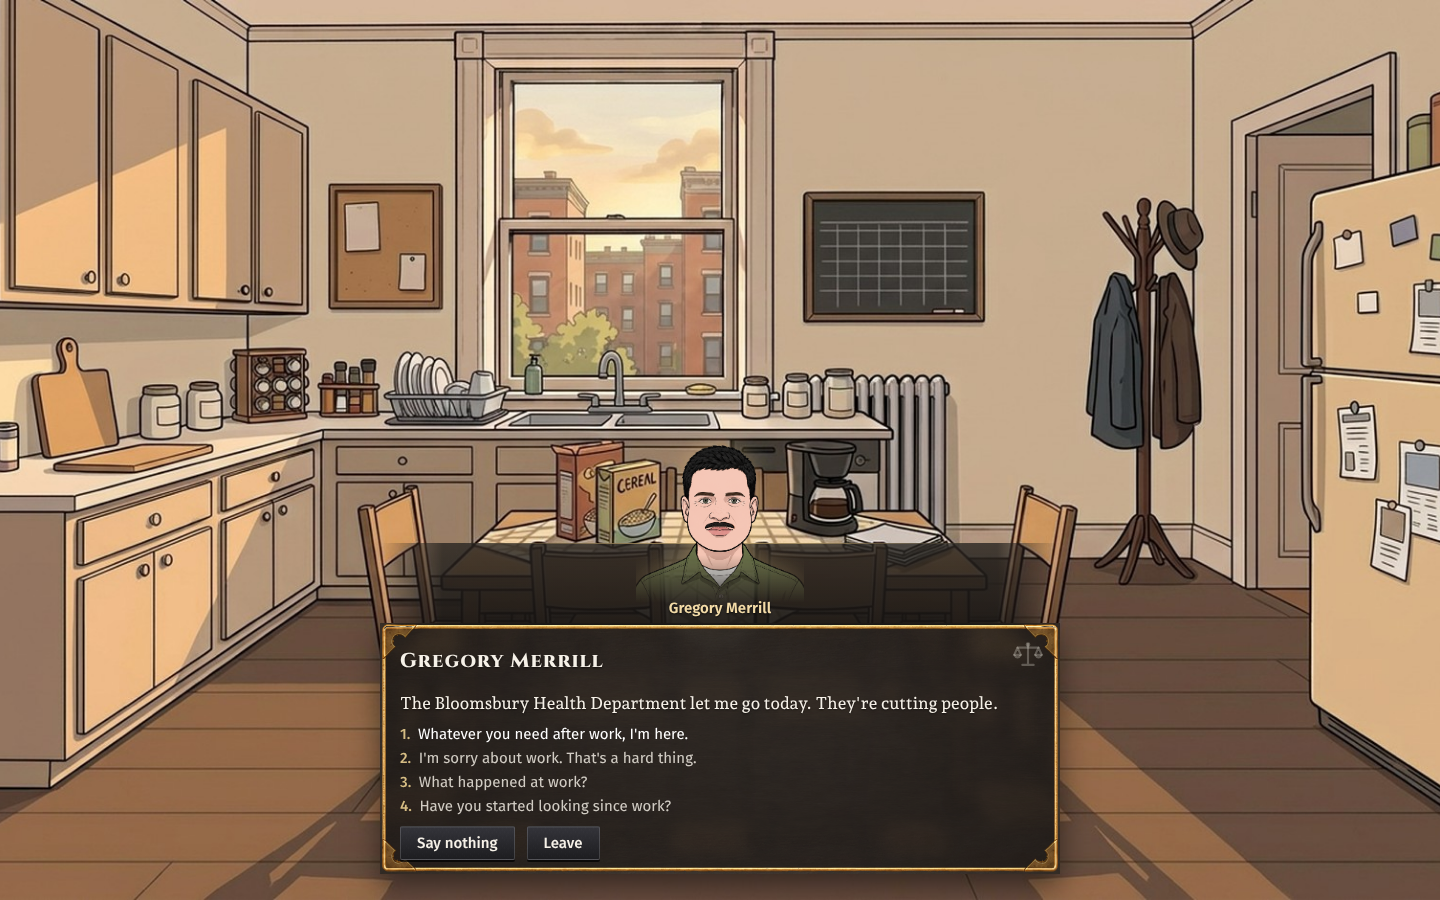 CEREAL
Gregory Merrill
GREGORY MERRILL
The Bloomsbury Health Department let me go today. They're cutting people.
1. Whatever you need after work, I'm here.
2. I'm sorry about work. That's a hard thing.
3. What happened at work?
4. Have you started looking since work?
Say nothing Leave